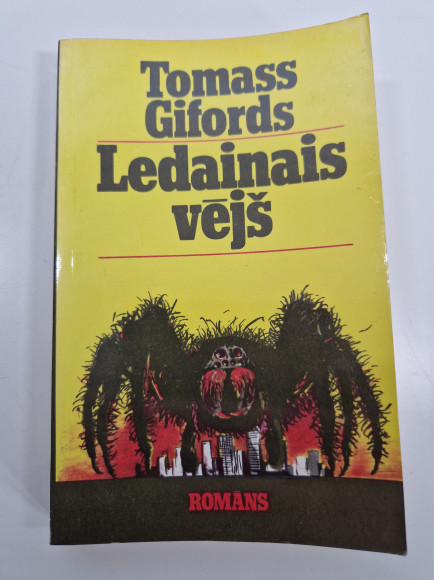 Tomass
Gifords
Ledainais
vējš
ROMĀNS